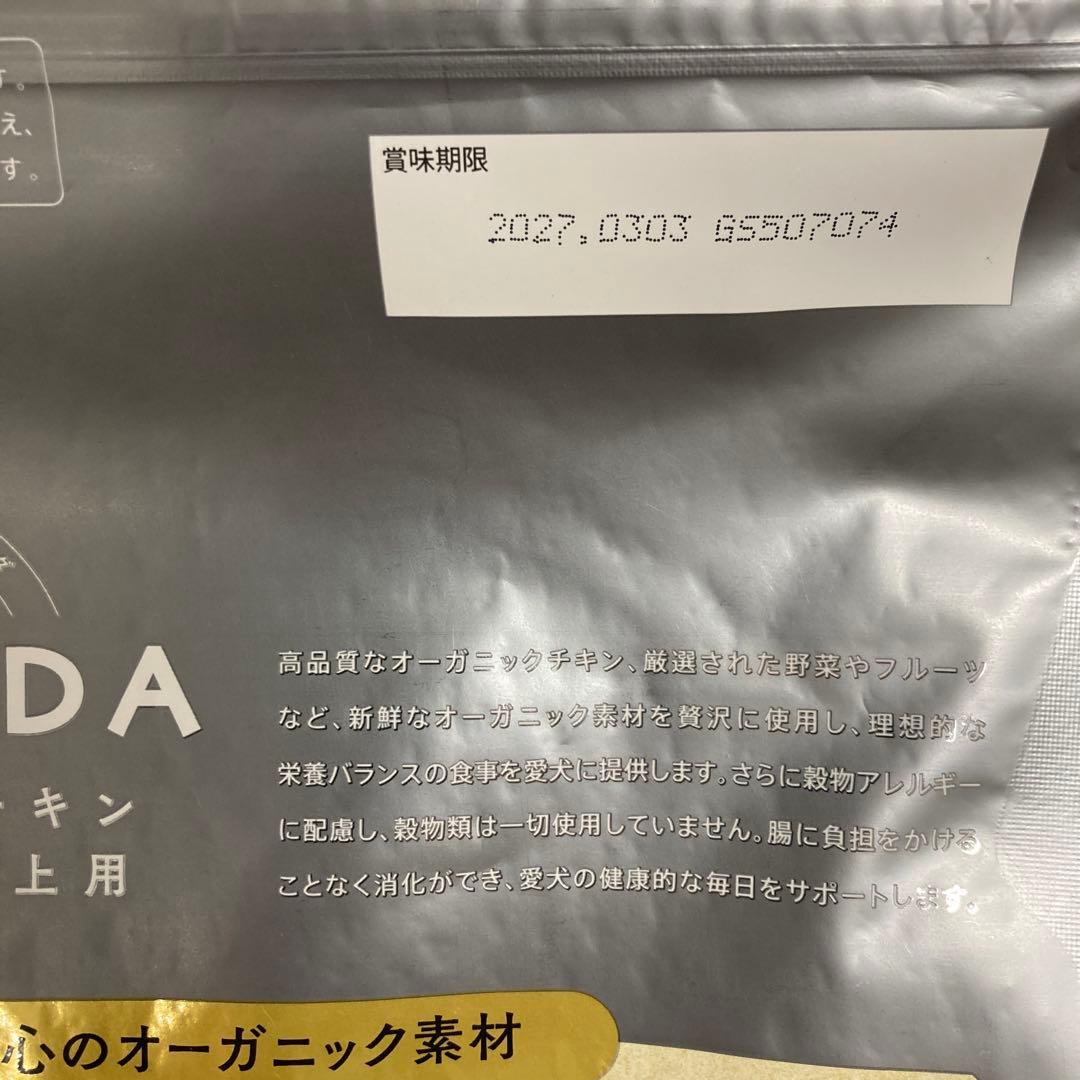 す。
え、
す。
賞味期限
2027.0303 GS507074
DA
高品質なオーガニックチキン、厳選された野菜やフルーツ
など、新鮮なオーガニック素材を贅沢に使用し、理想的な
栄養バランスの食事を愛犬に提供します。さらに穀物アレルギー
に配慮し、穀物類は一切使用していません。腸に負担をかける
ことなく消化ができ、愛犬の健康的な毎日をサポートします。
キン
上用
心のオーガニック素材